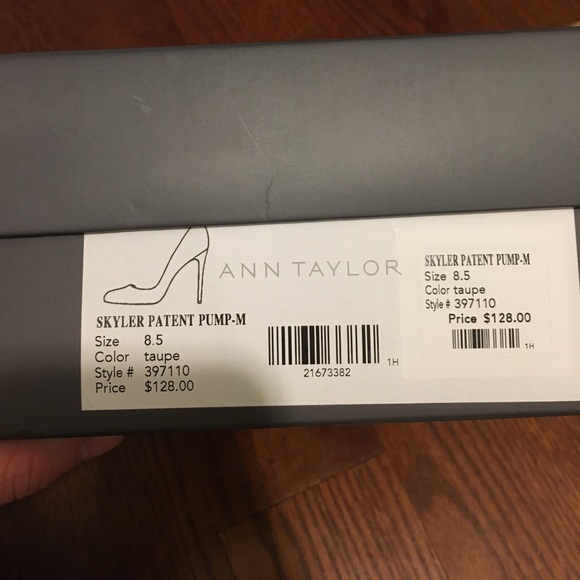 ANN TAYLOR
SKYLER PATENT PUMP-M
Size 8.5
Color taupe
Style # 397110
Price $128.00
21673382
1H
SKYLER PATENT PUMP-M
Size 8.5
Color taupe
Style # 397110
Price $128.00
1H